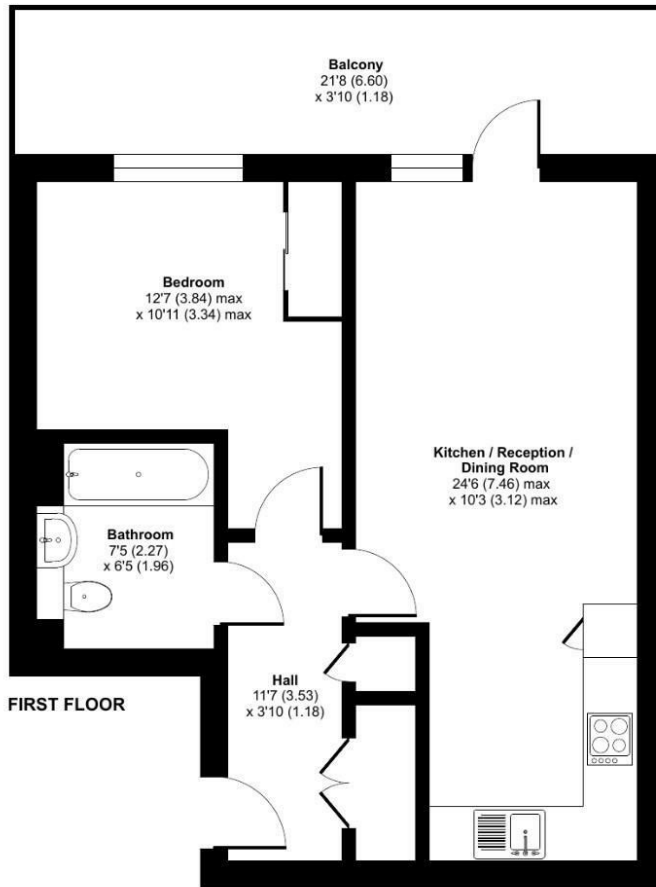 Balcony
21'8 (6.60)
x 3'10 (1.18)
Bedroom
12'7 (3.84) max
x 10'11 (3.34) max
Kitchen / Reception /
Dining Room
24'6 (7.46) max
x 10'3 (3.12) max
Bathroom
7'5 (2.27)
x 6'5 (1.96)
Hall
11'7 (3.53)
x 3'10 (1.18)
FIRST FLOOR